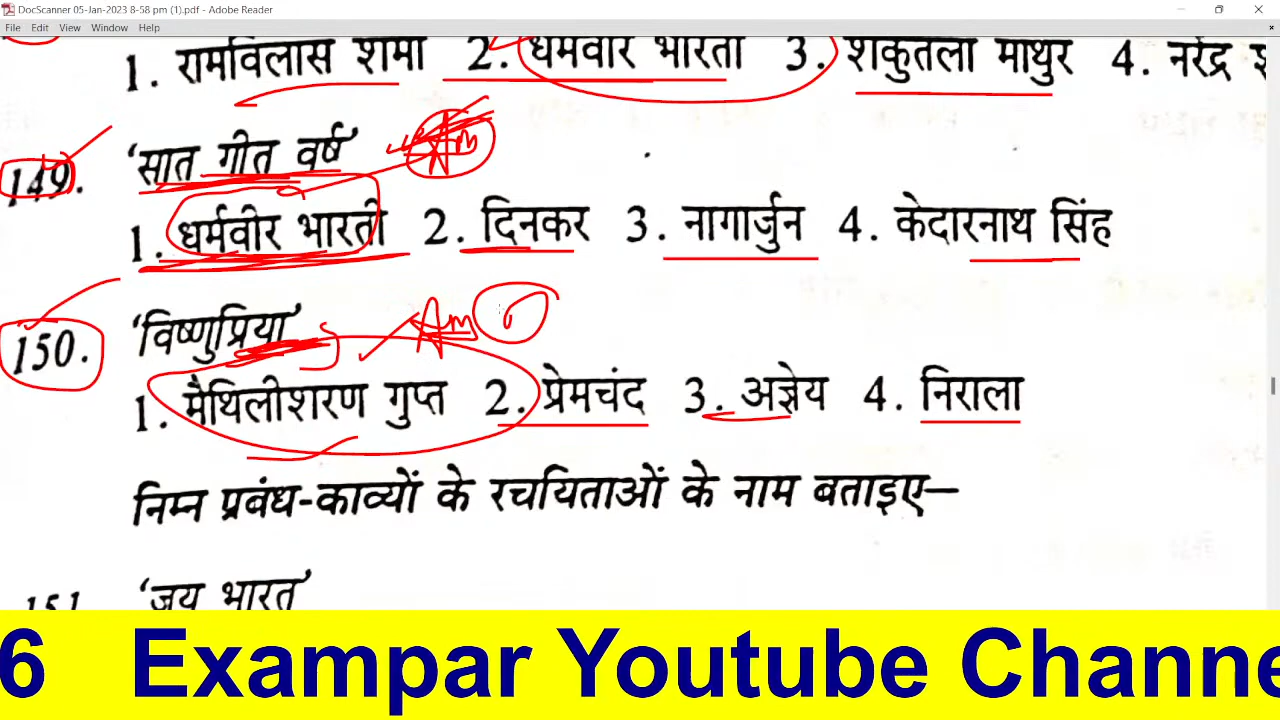 DocScanner 05-Jan-2023 8-58 pm (1).pdf - Adobe Reader
File Edit View Window Help
1. रामविलास शर्मा 2. धर्मवीर भारती 3. शकुंतला माथुर 4. नरेंद्र
149. 'सात गीत वर्ष' Am
1. धर्मवीर भारती 2. दिनकर 3. नागार्जुन 4. केदारनाथ सिंह
150. 'विष्णुप्रिया' Am
1. मैथिलीशरण गुप्त 2. प्रेमचंद 3. अज्ञेय 4. निराला
निम्न प्रबंध-काव्यों के रचयिताओं के नाम बताइए–
151. 'जय भारत'
6 Exampar Youtube Channe